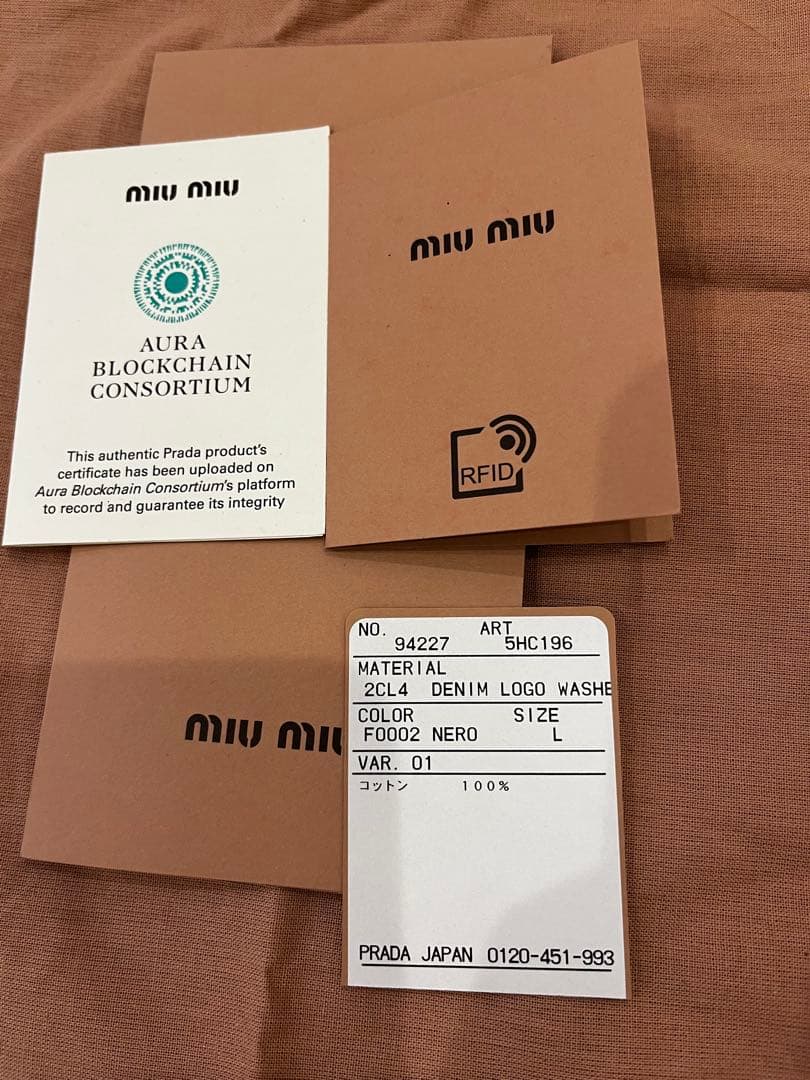 miu miu
AURA
BLOCKCHAIN
CONSORTIUM
This authentic Prada product's
certificate has been uploaded on
Aura Blockchain Consortium's platform
to record and guarantee its integrity
miu miu
RFID
miu miu
NO. ART
94227 5HC196
MATERIAL
2CL4 DENIM LOGO WASHE
COLOR SIZE
F0002 NERO L
VAR. 01
コットン 100%
PRADA JAPAN 0120-451-993